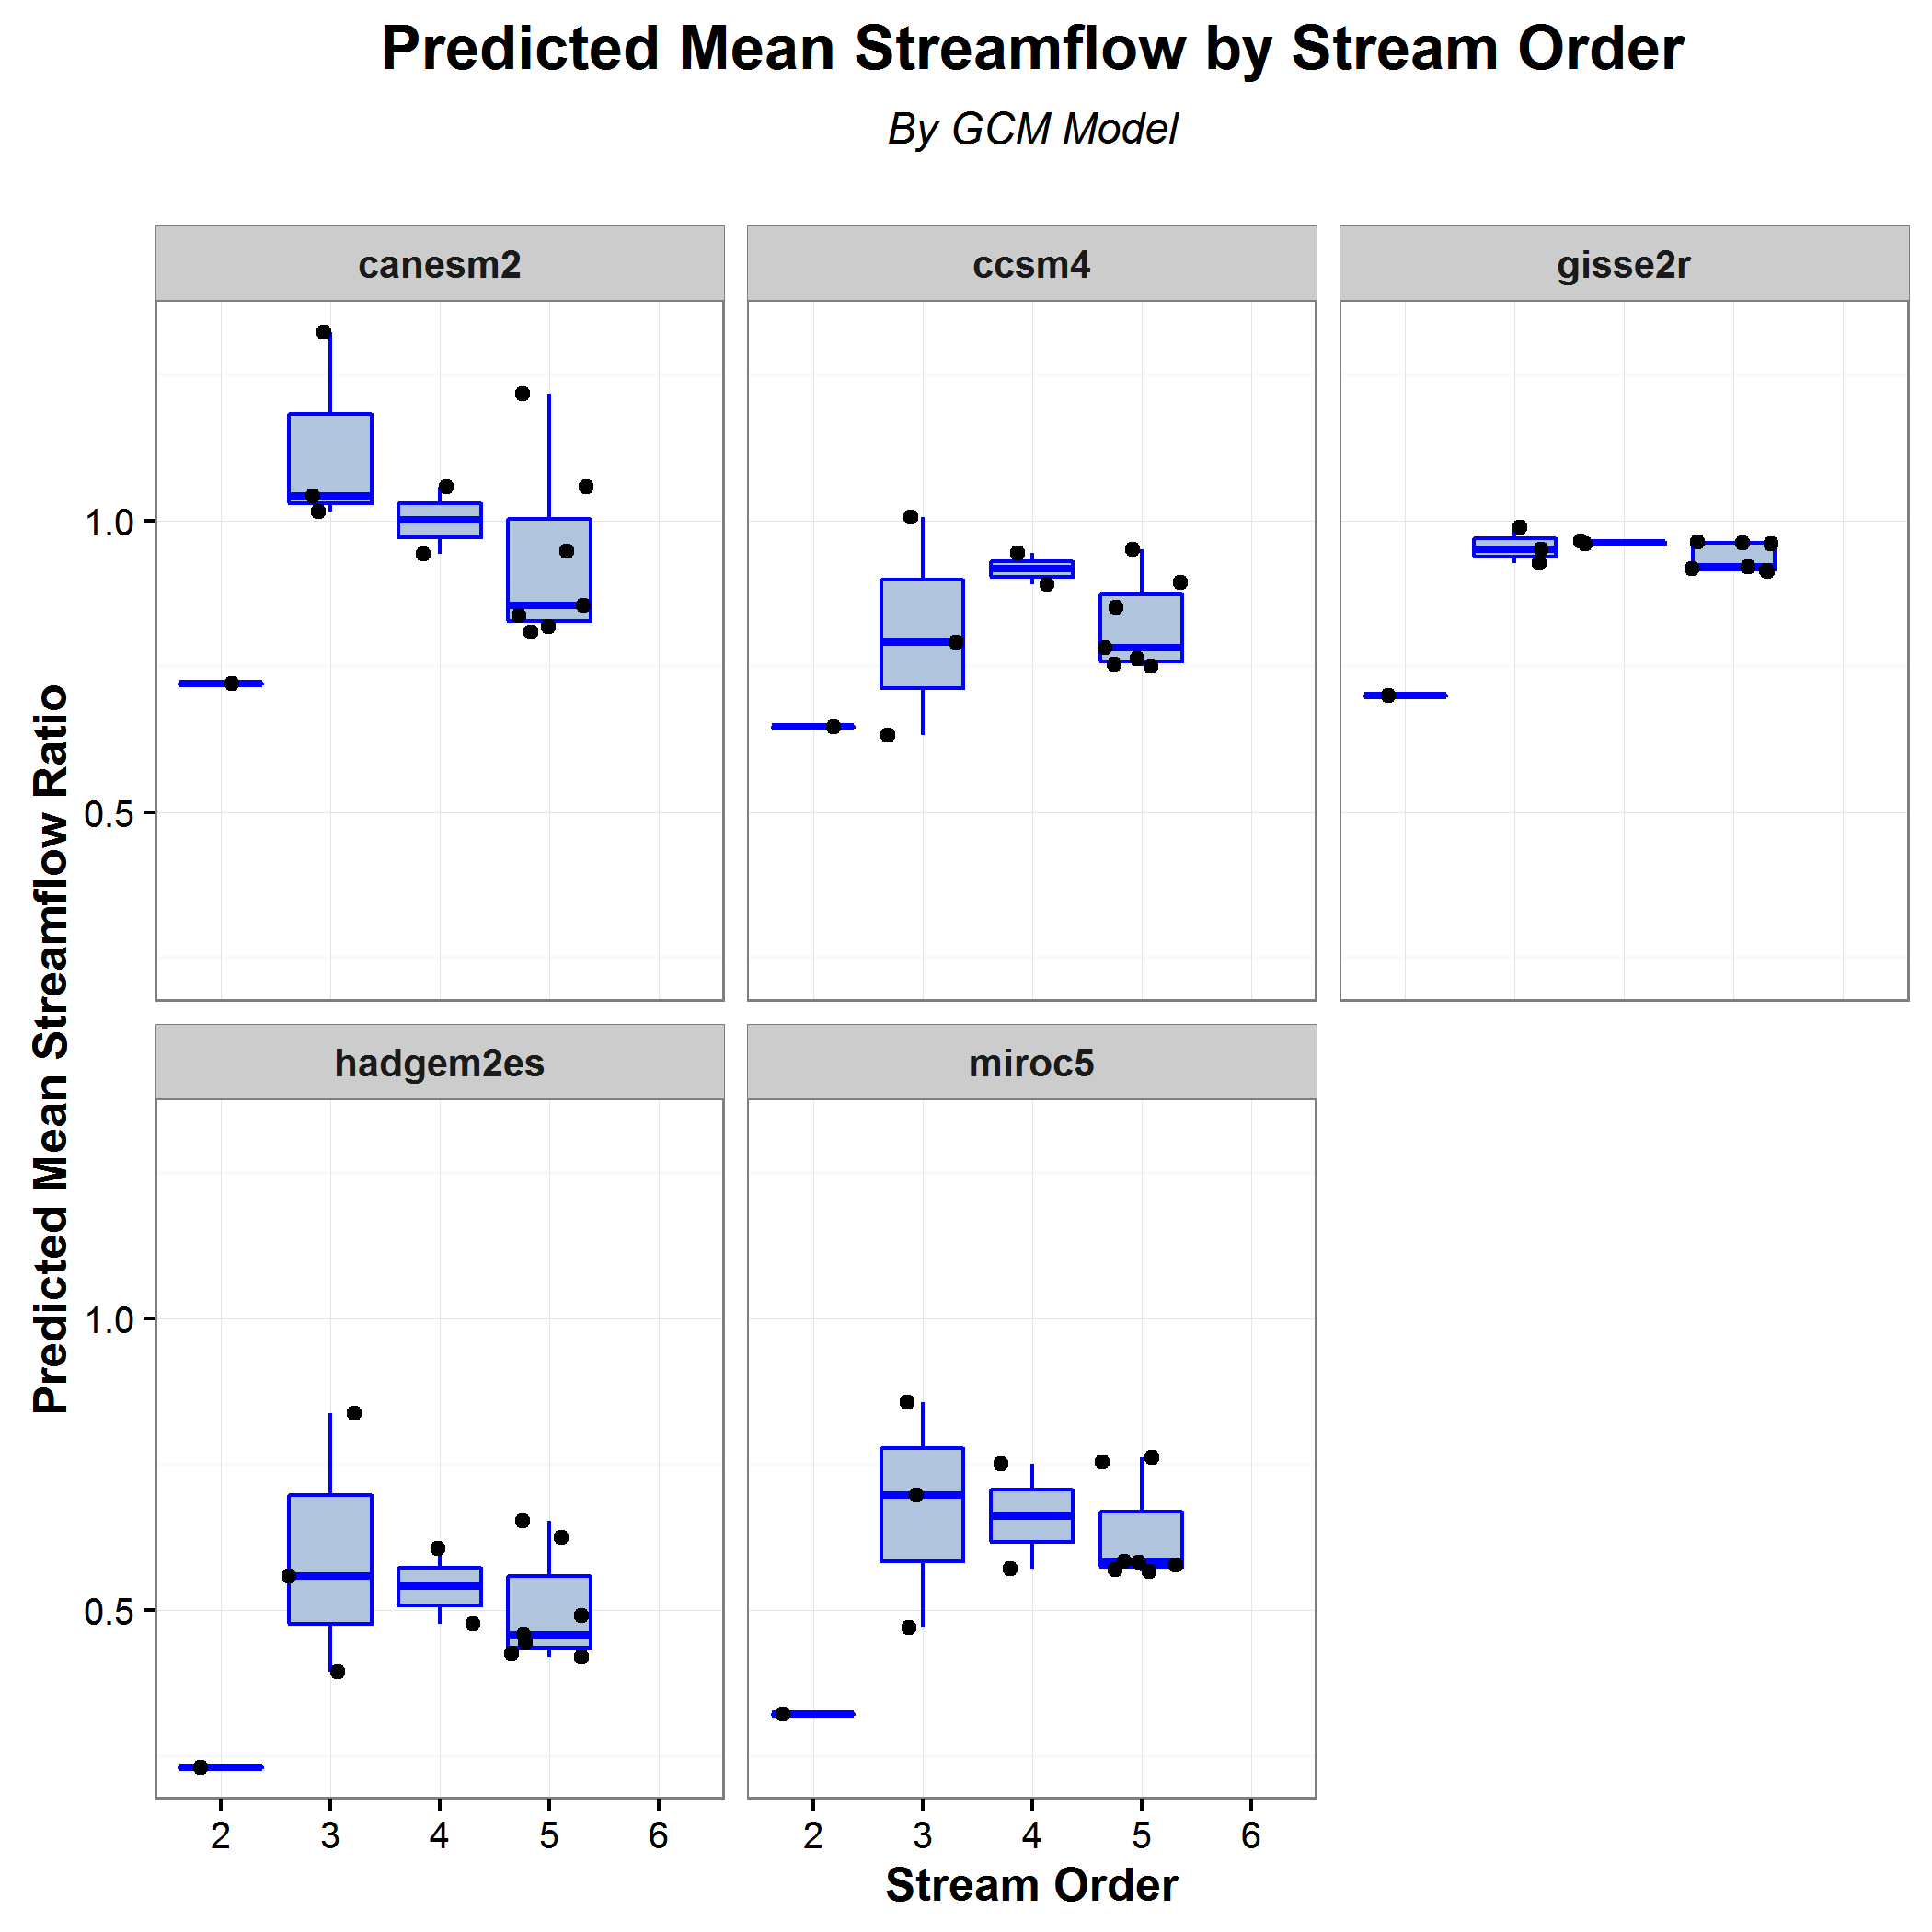 Predicted Mean Streamflow by Stream Order
By GCM Model
canesm2
ccsm4
gisse2r
1.0
0.5
Predicted Mean Streamflow Ratio
hadgem2es
miroc5
1.0
0.5
2 3 4 5 6
2 3 4 5 6
Stream Order